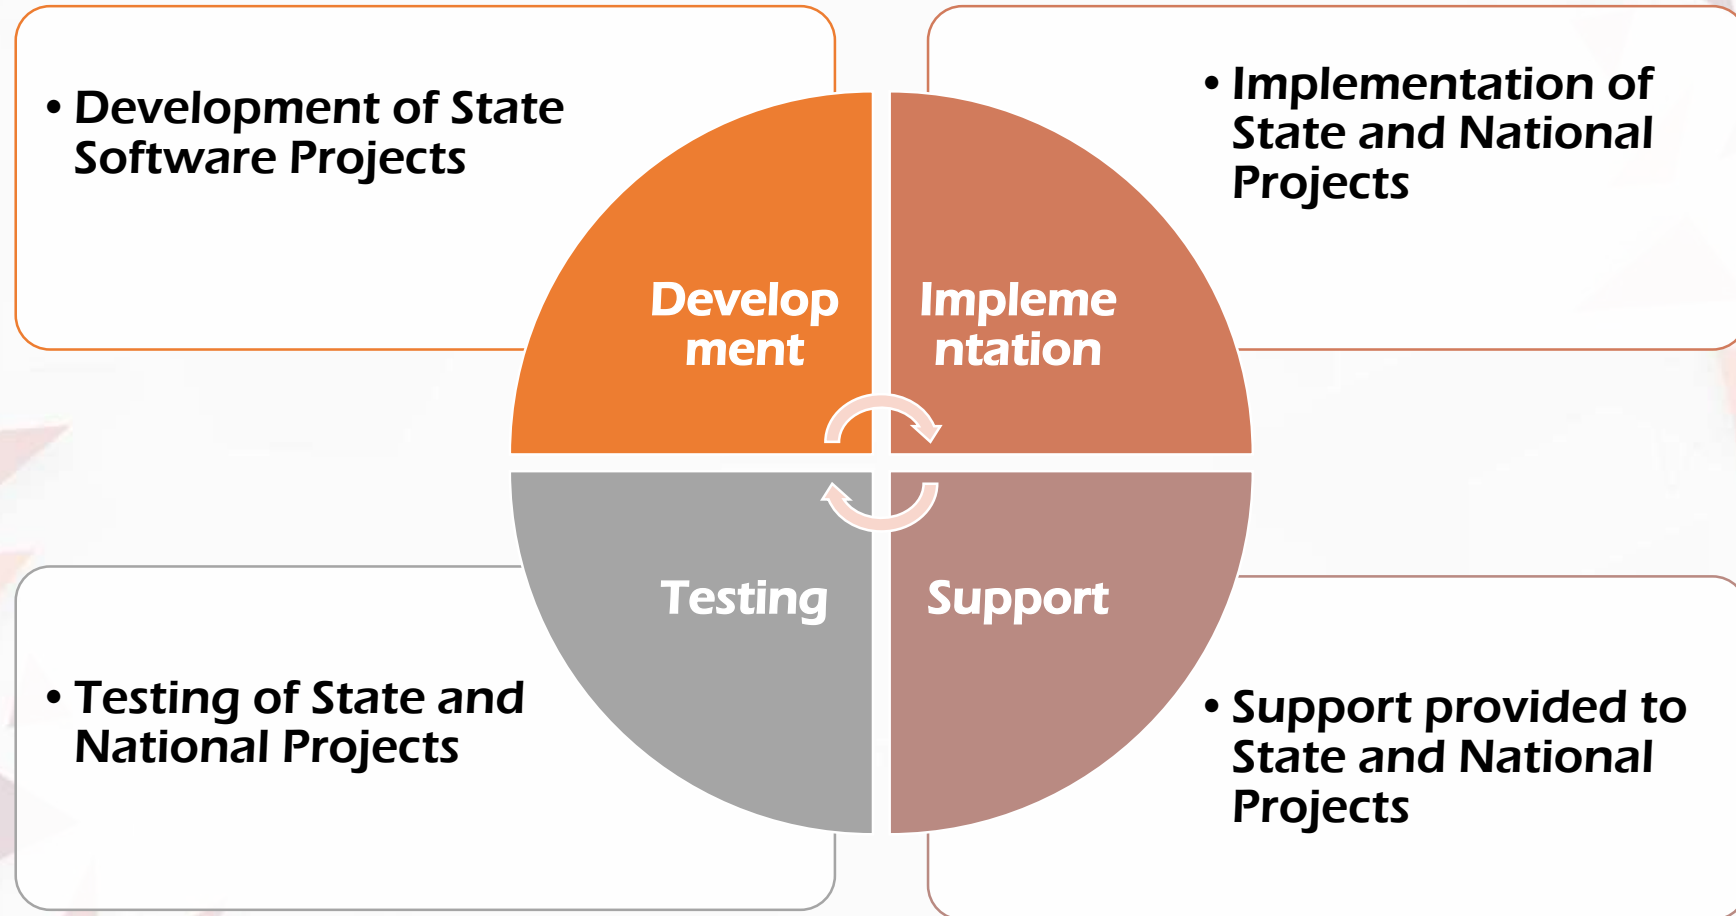 • Development of State
Software Projects
• Implementation of
State and National
Projects
Develop
ment
Impleme
ntation
Testing
Support
• Testing of State and
National Projects
• Support provided to
State and National
Projects